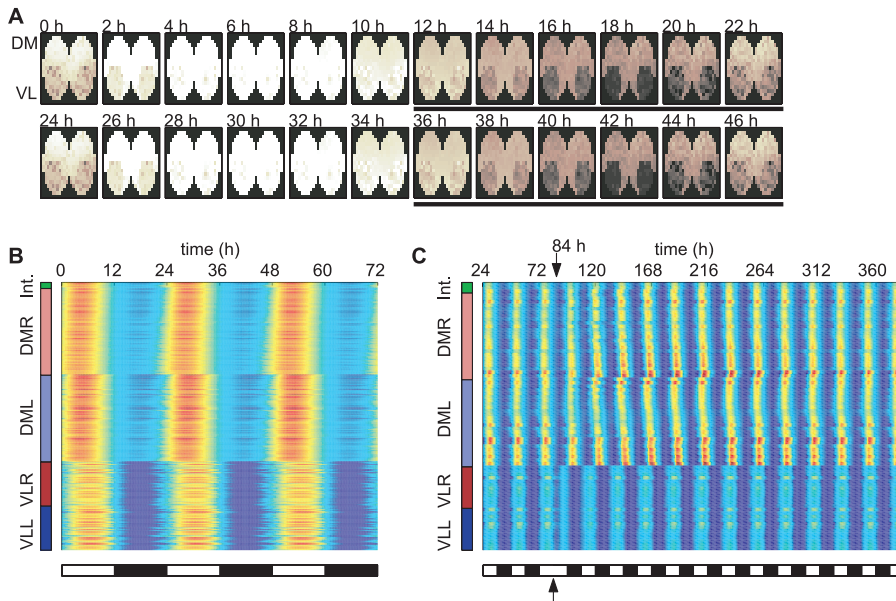 A
0 h 2 h 4 h 6 h 8 h 10 h 12 h 14 h 16 h 18 h 20 h 22 h
DM
VL
24 h 26 h 28 h 30 h 32 h 34 h 36 h 38 h 40 h 42 h 44 h 46 h
B
time (h)
0 12 24 36 48 60 72
Int.
DMR
DML
VLR
VLL
C
84 h
time (h)
24 72 120 168 216 264 312 360
Int.
DMR
DML
VLR
VLL